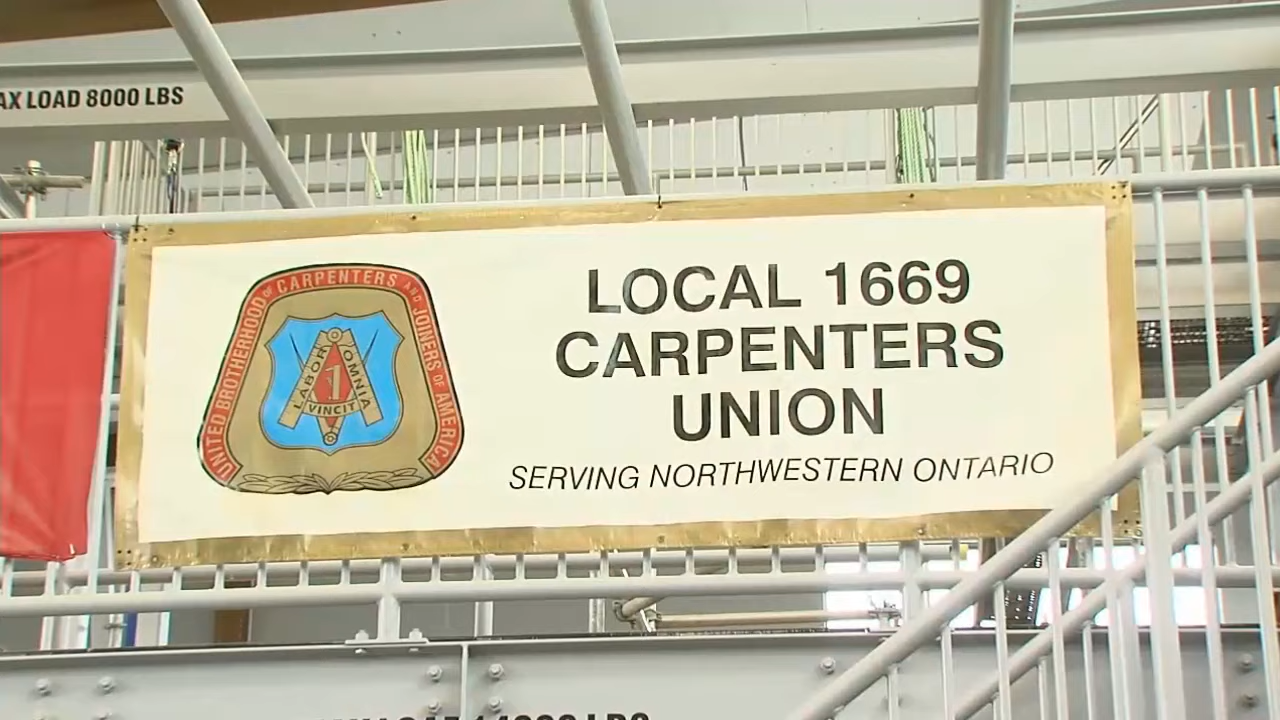 AX LOAD 8000 LBS
LOCAL 1669
CARPENTERS
UNION
SERVING NORTHWESTERN ONTARIO
UNITED BROTHERHOOD OF CARPENTERS AND JOINERS OF AMERICA
LABOR OMNIA
VINCIT
LBS